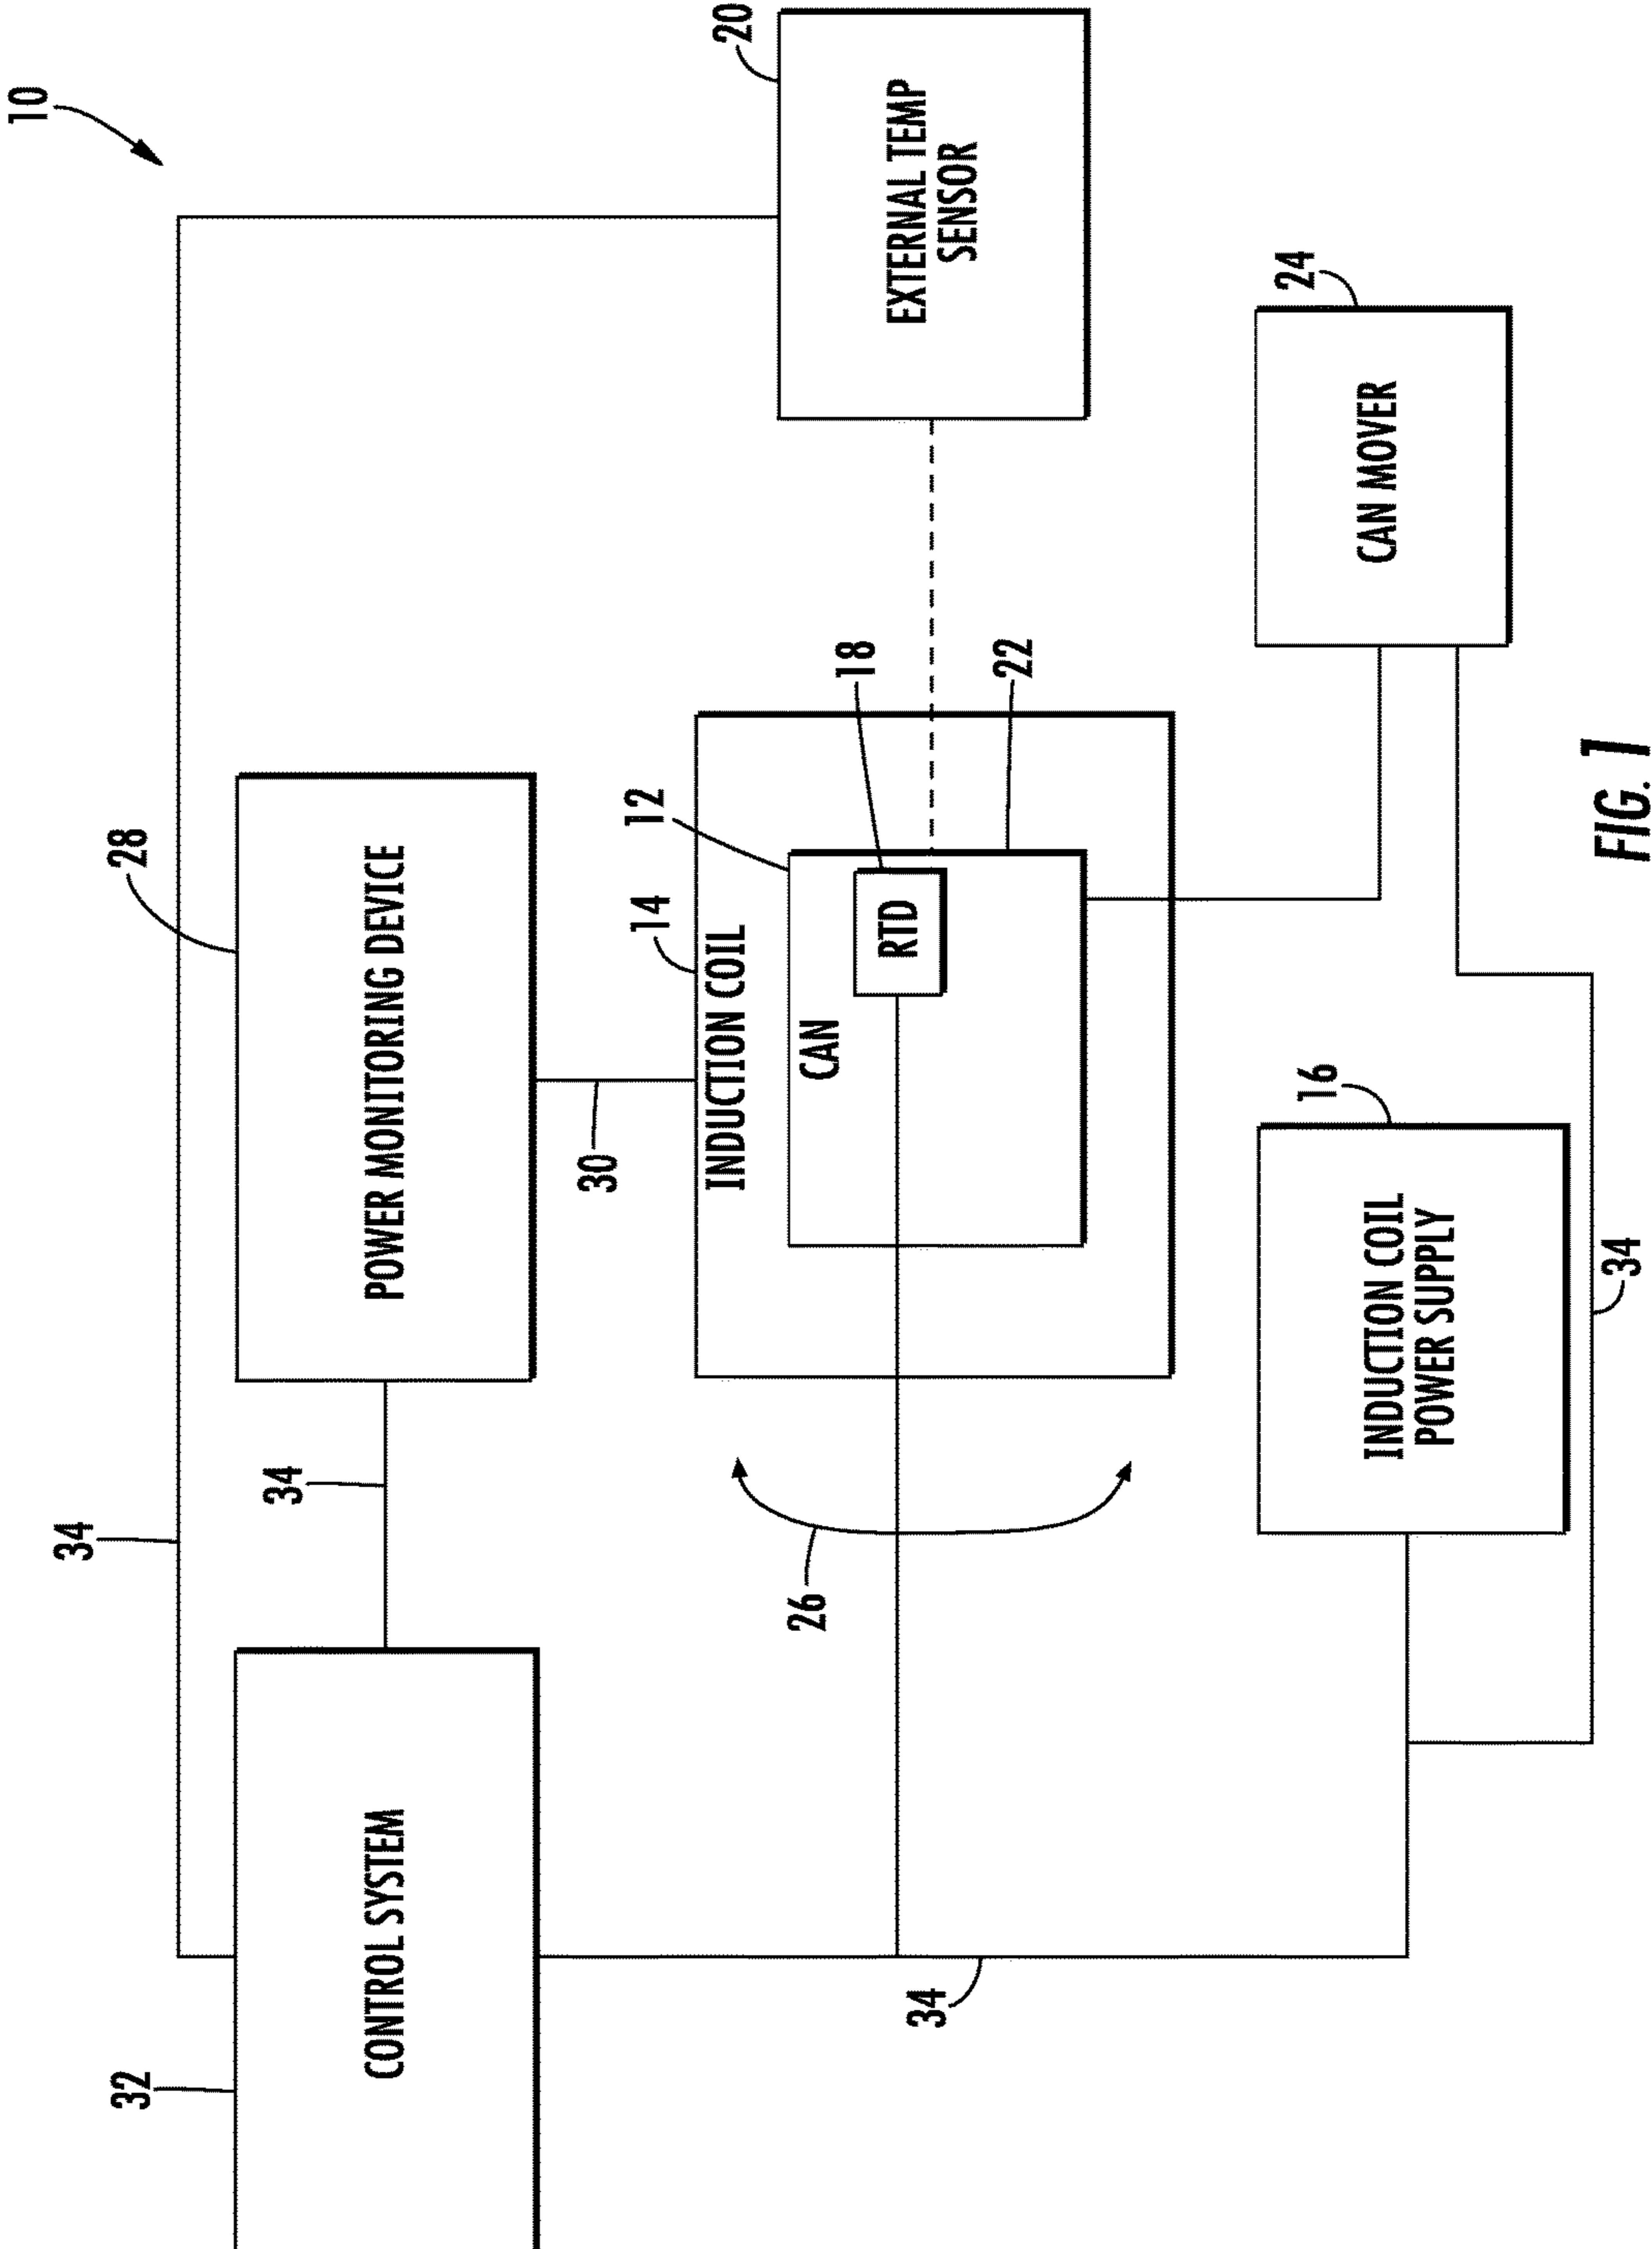 10
34
32
CONTROL SYSTEM
34
28
POWER MONITORING DEVICE
30
14
INDUCTION COIL
12
CAN
18
RTD
22
26
20
EXTERNAL TEMP
SENSOR
34
16
INDUCTION COIL
POWER SUPPLY
34
24
CAN MOVER
FIG. 1